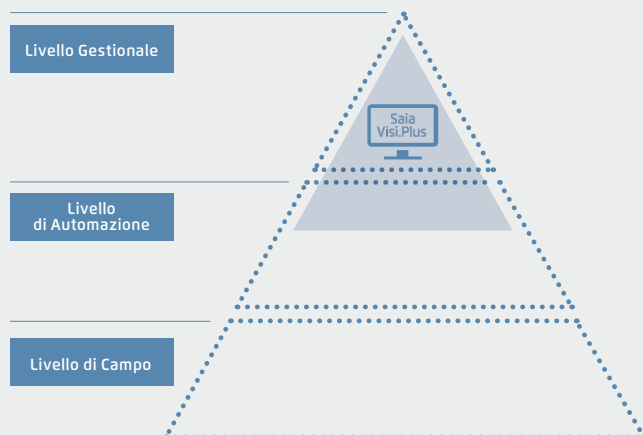 Livello Gestionale
Saia
Visi.Plus
Livello
di Automazione
Livello di Campo